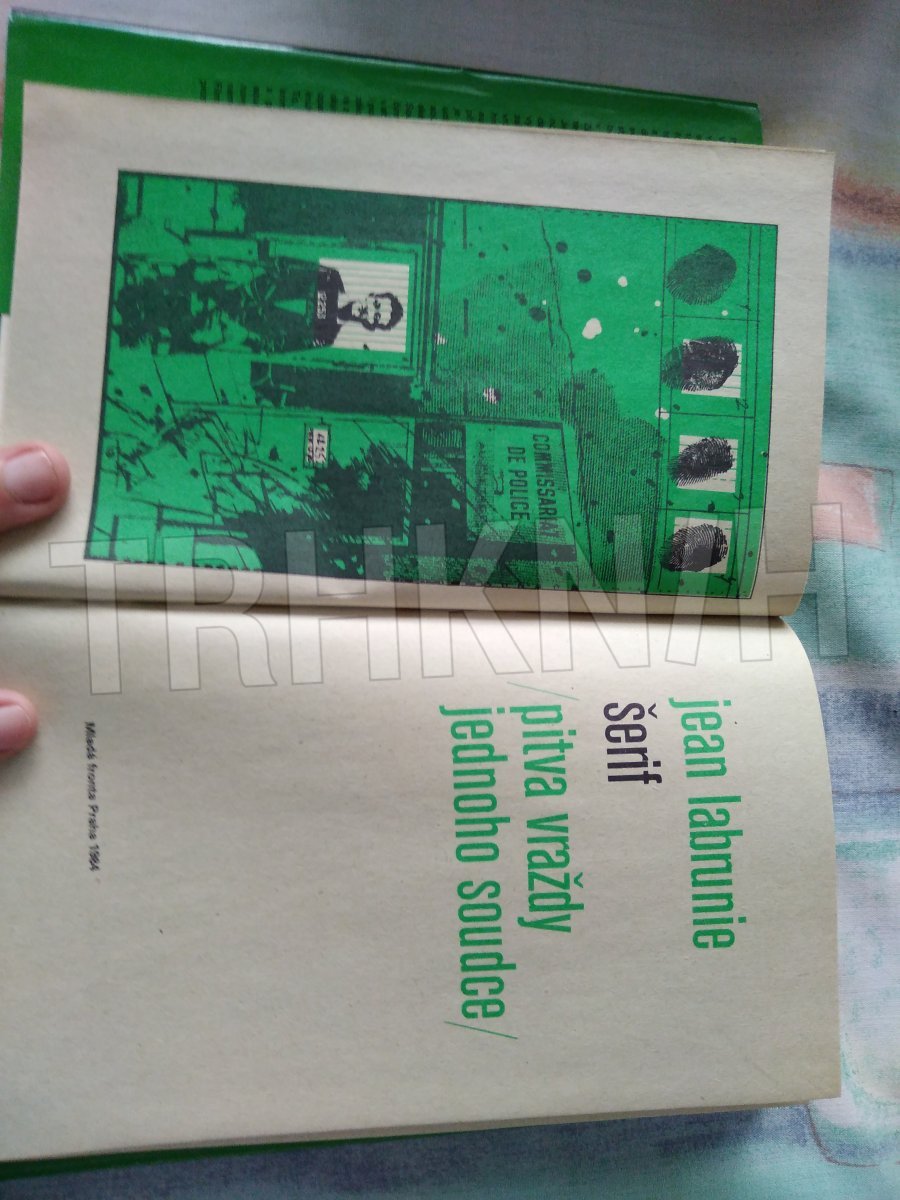 COMMISSARIAT
DE POLICE
jean labrunie
šerif
/pitva vraždy
jednoho soudce/
Mladá fronta Praha 1984
TRHKNIH